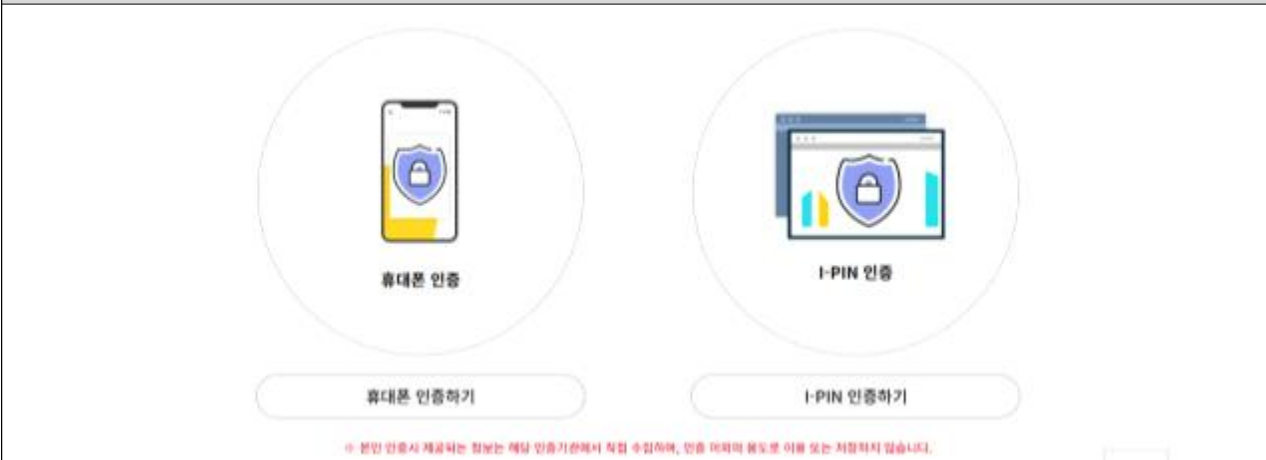 휴대폰 인증
I-PIN 인증
휴대폰 인증하기
I-PIN 인증하기
※ 본인 인증시 제공되는 정보는 해당 인증기관에서 직접 수집하며, 인증 이외의 용도로 이용 또는 저장하지 않습니다.